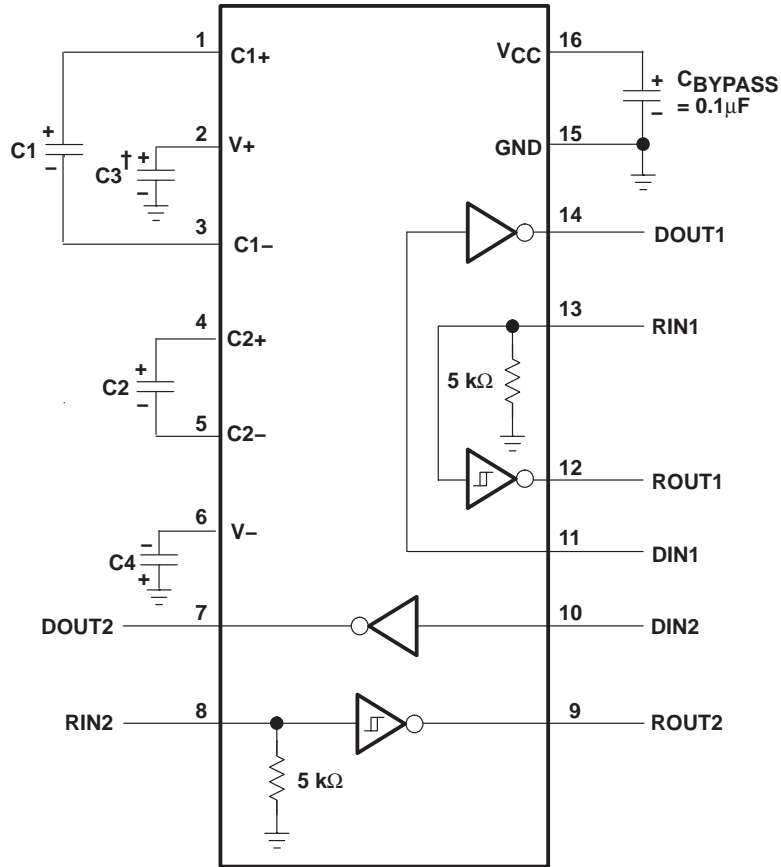 1
C1+
C1
+
–
2
V+
C3†
+
–
3
C1–
4
C2+
C2
+
–
5
C2–
6
V–
C4
–
+
DOUT2
7
RIN2
8
5 kΩ
VCC
16
+
–
CBYPASS
= 0.1μF
GND
15
14
DOUT1
13
RIN1
5 kΩ
12
ROUT1
11
DIN1
10
DIN2
9
ROUT2